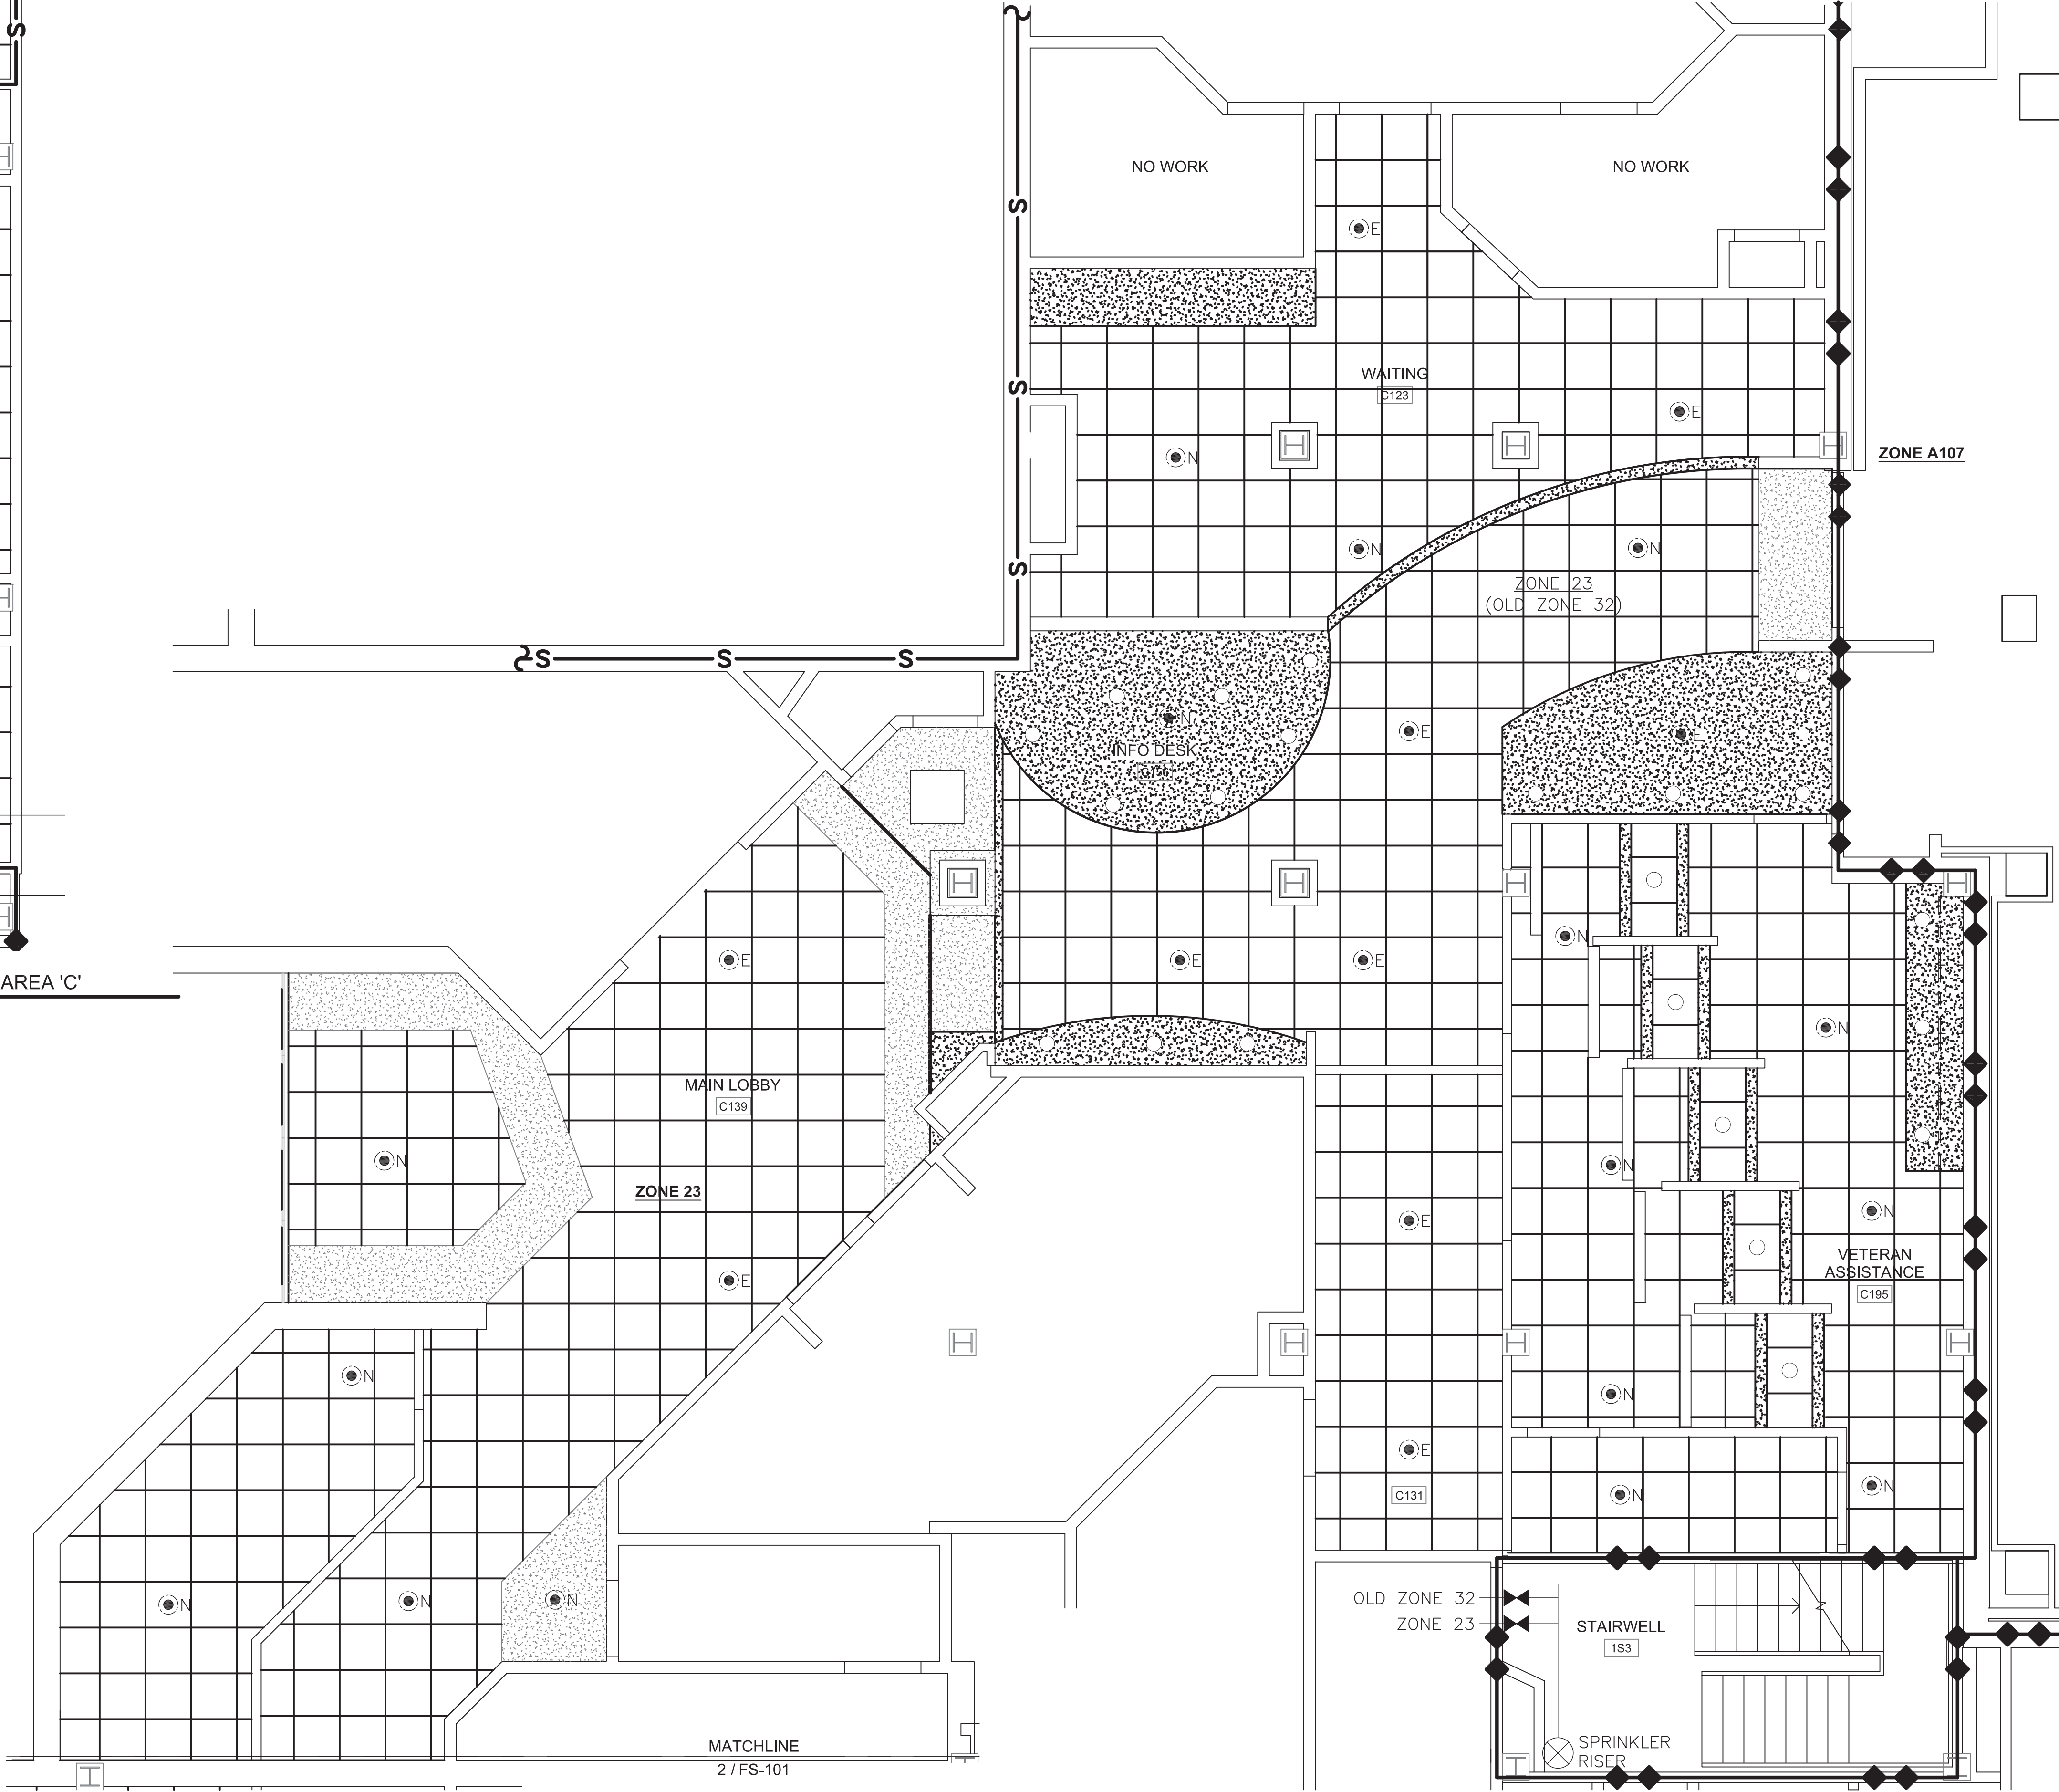 S
NO WORK
NO WORK
E
S
WAITING
C123
S
E
ZONE A107
N
N
N
S
ZONE 23
(OLD ZONE 32)
S
S
S
N
E
E
INFO DESK
N
E
E
E
AREA 'C'
N
MAIN LOBBY
C139
N
N
ZONE 23
N
E
VETERAN
ASSISTANCE
C195
E
N
N
E
N
N
C131
N
N
N
N
OLD ZONE 32
ZONE 23
STAIRWELL
1S3
SPRINKLER
RISER
MATCHLINE
2 / FS-101